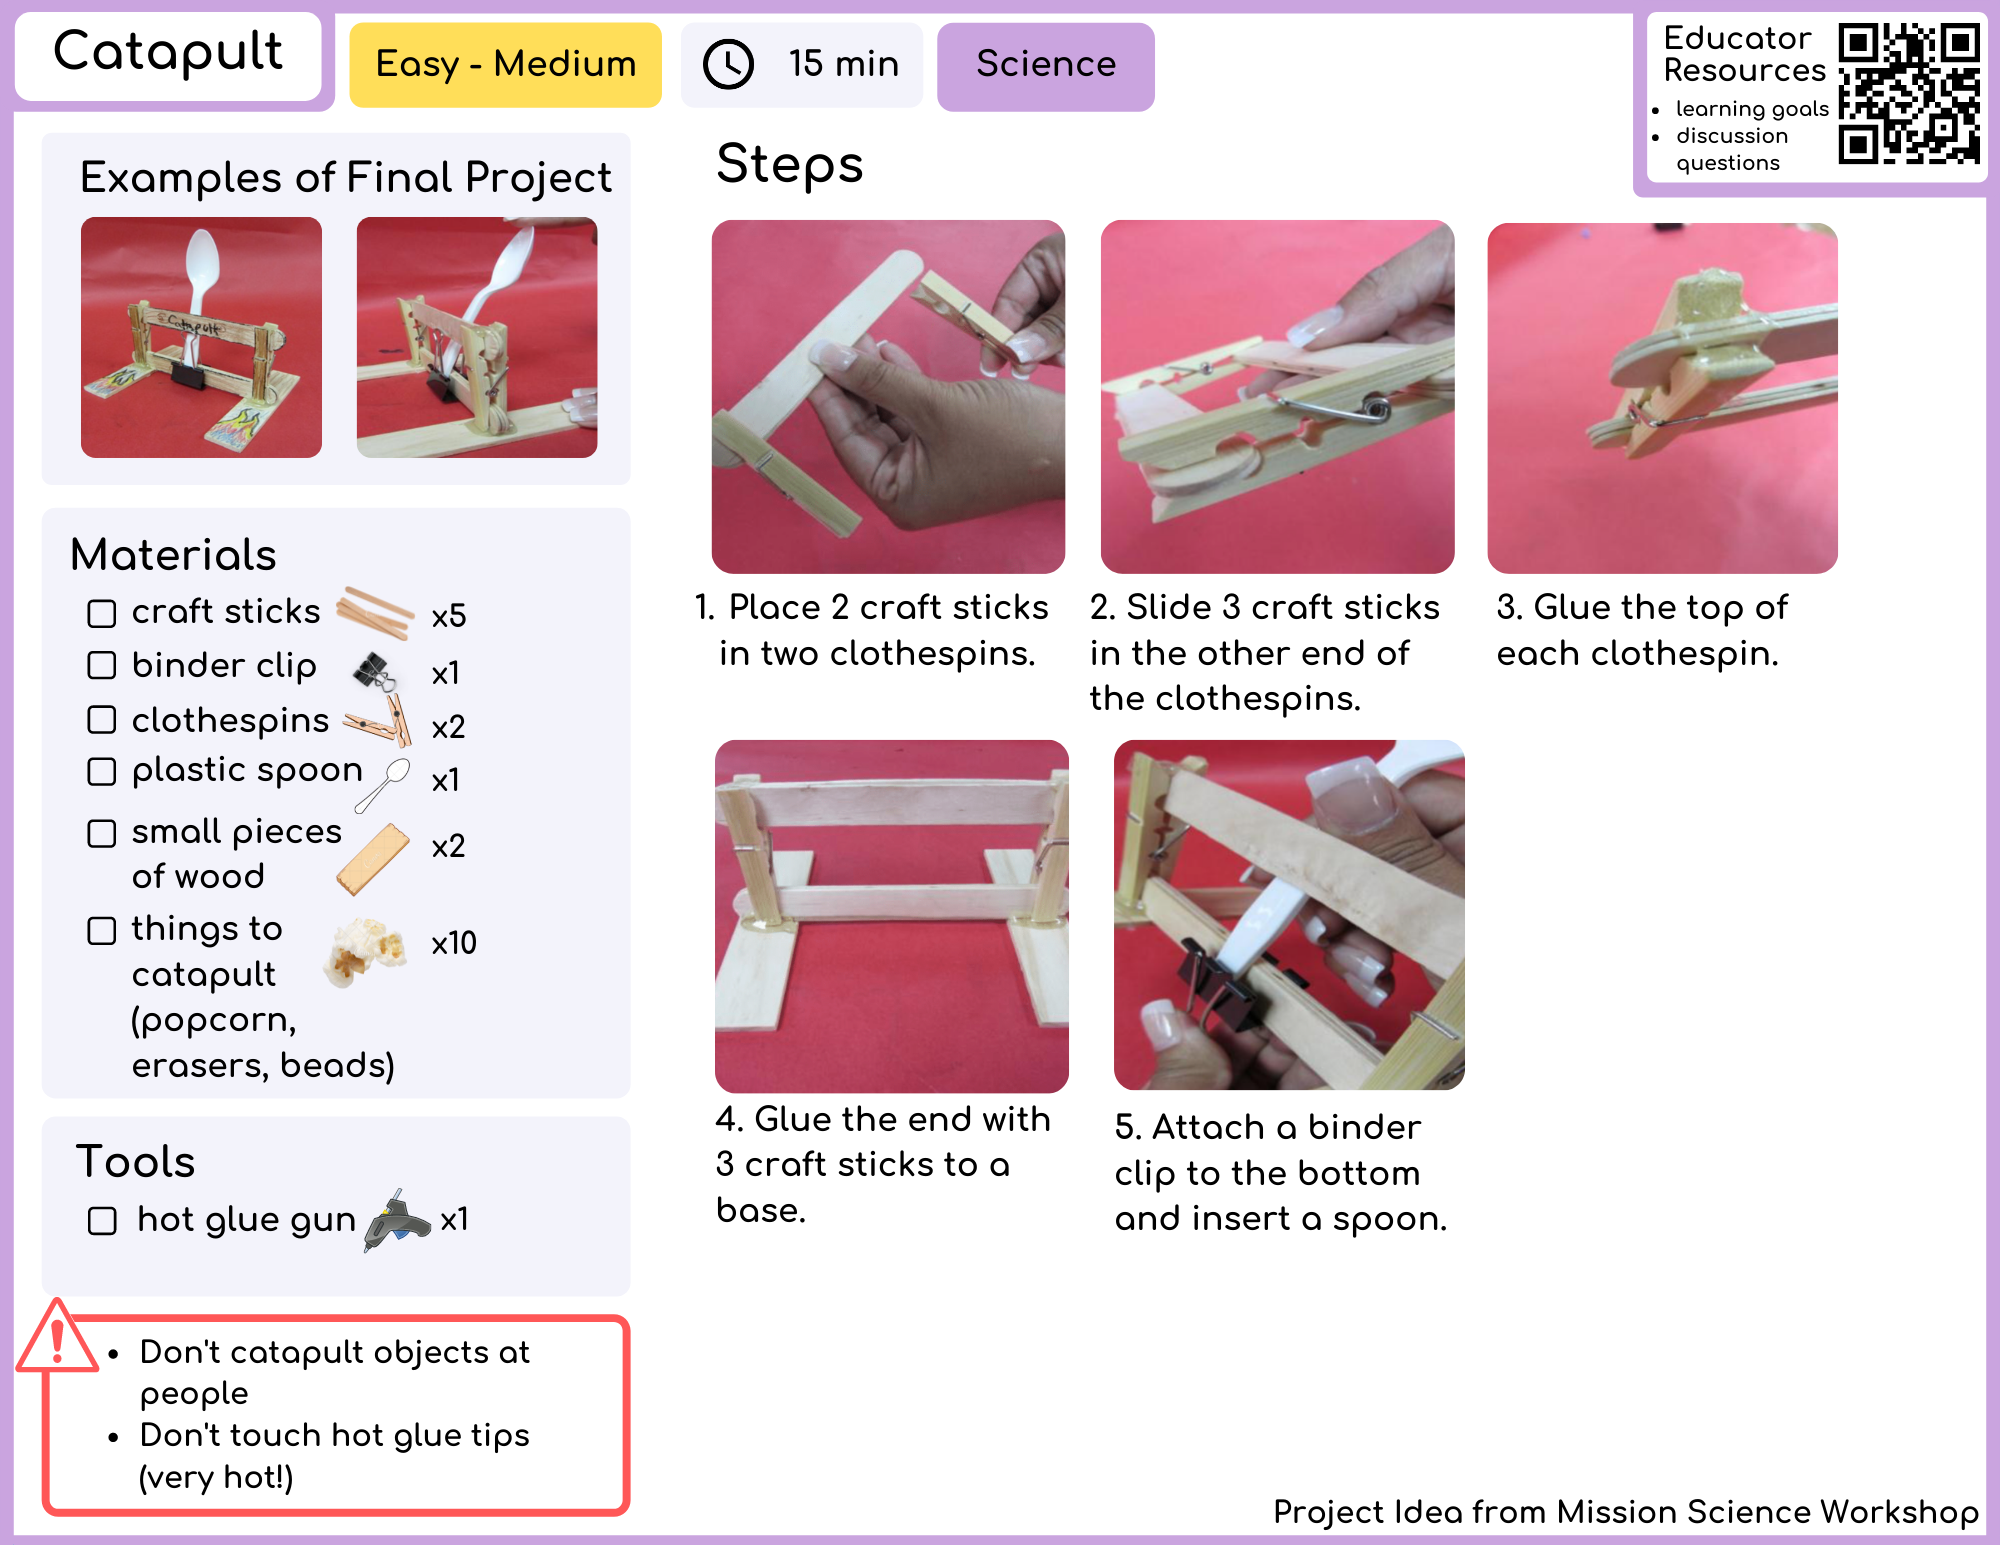 Catapult
Easy - Medium
15 min
Science
Educator
Resources
• learning goals
• discussion
questions
Examples of Final Project
Catapult
Materials
craft sticks x5
binder clip x1
clothespins x2
plastic spoon x1
small pieces
of wood
x2
things to
catapult
(popcorn,
erasers, beads)
x10
Tools
hot glue gun x1
• Don't catapult objects at
people
• Don't touch hot glue tips
(very hot!)
Steps
1. Place 2 craft sticks
in two clothespins.
2. Slide 3 craft sticks
in the other end of
the clothespins.
3. Glue the top of
each clothespin.
4. Glue the end with
3 craft sticks to a
base.
5. Attach a binder
clip to the bottom
and insert a spoon.
Project Idea from Mission Science Workshop